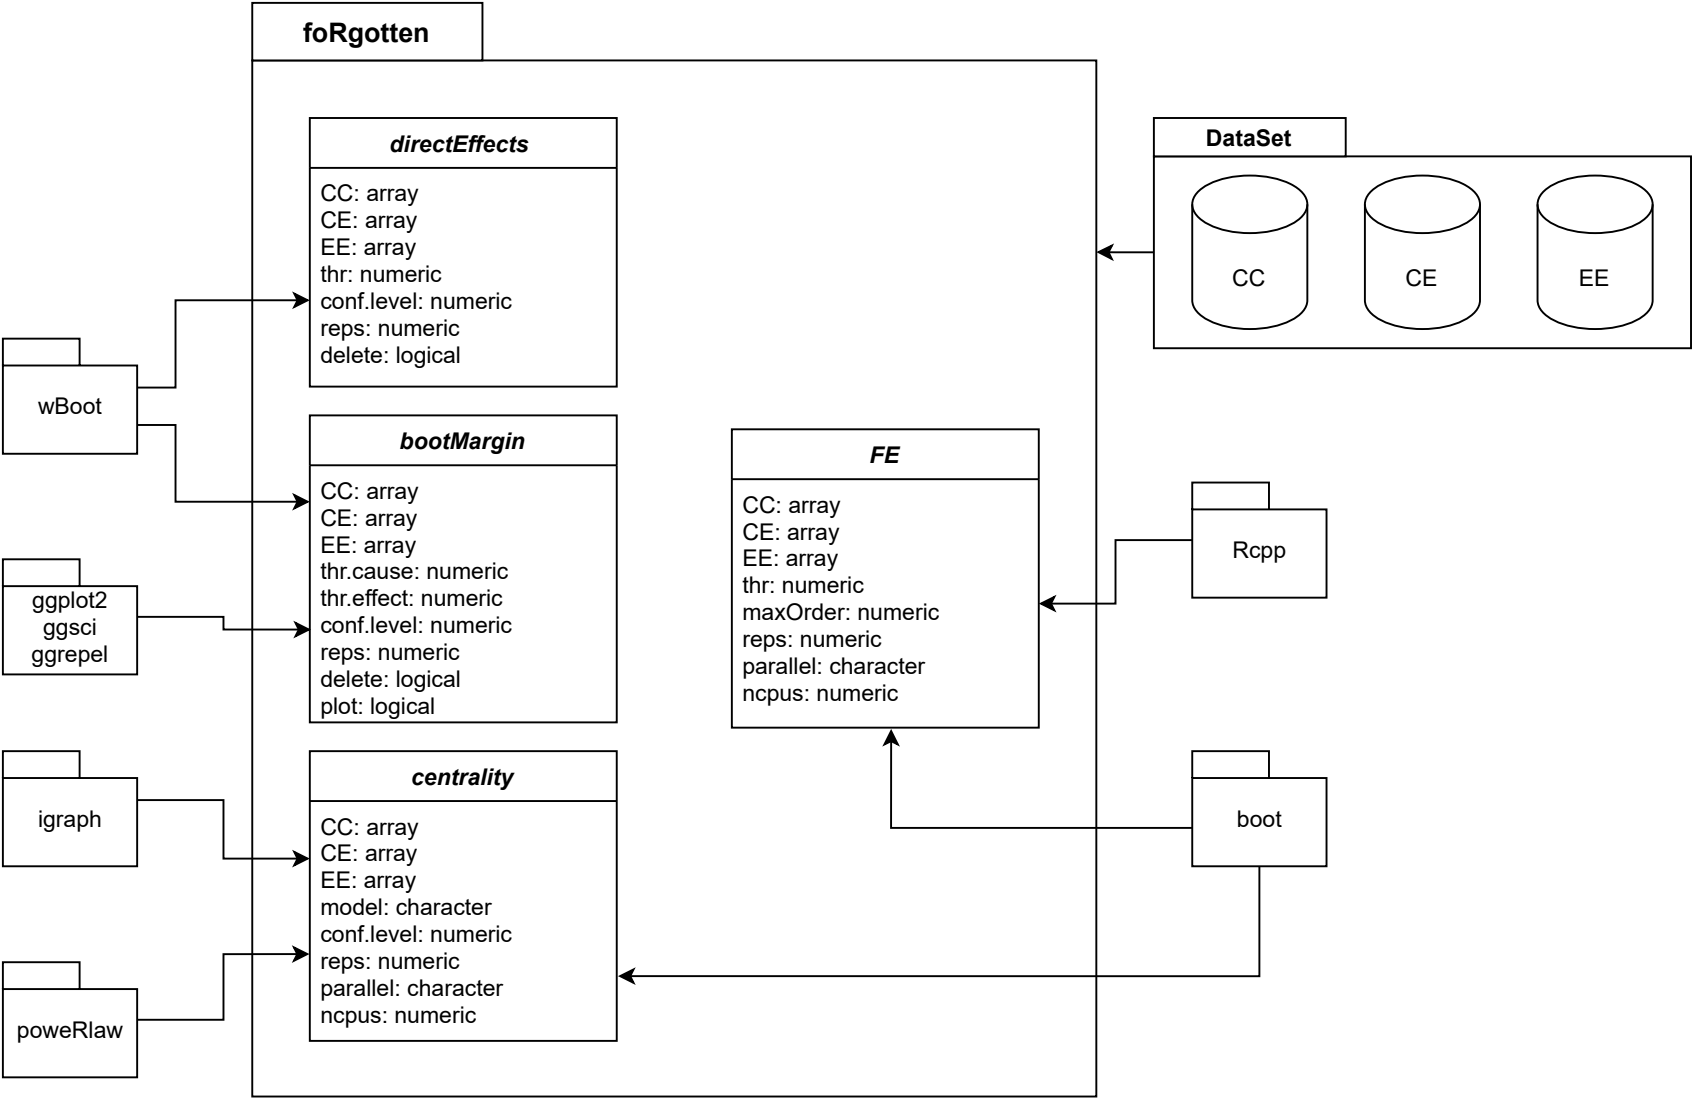 foRgotten
directEffects
CC: array
CE: array
EE: array
thr: numeric
conf.level: numeric
reps: numeric
delete: logical
bootMargin
CC: array
CE: array
EE: array
thr.cause: numeric
thr.effect: numeric
conf.level: numeric
reps: numeric
delete: logical
plot: logical
centrality
CC: array
CE: array
EE: array
model: character
conf.level: numeric
reps: numeric
parallel: character
ncpus: numeric
FE
CC: array
CE: array
EE: array
thr: numeric
maxOrder: numeric
reps: numeric
parallel: character
ncpus: numeric
wBoot
ggplot2
ggsci
ggrepel
igraph
poweRlaw
DataSet
CC
CE
EE
Rcpp
boot